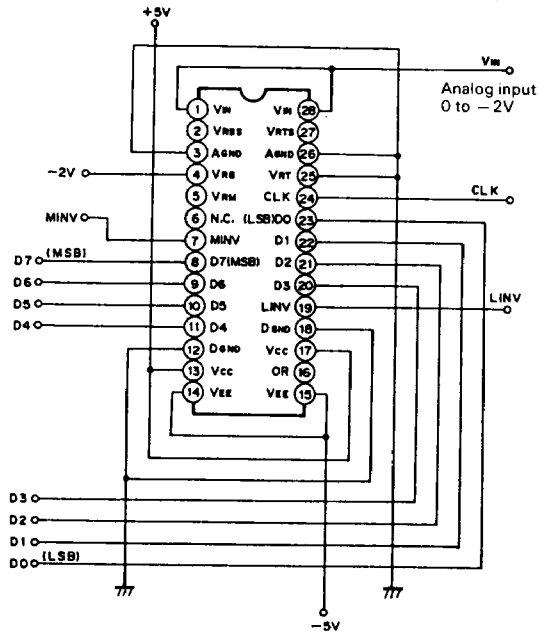 +5V
VIN
Analog input
0 to −2V
1 VIN VIN 28
2 VRBS VRTS 27
3 AGND AGND 26
−2V 4 VRB VRT 25
5 VRM CLK 24 CLK
MINV 6 N.C. (LSB)D0 23
7 MINV D1 22
D7 (MSB) 8 D7(MSB) D2 21
D6 9 D6 D3 20
D5 10 D5 LINV 19 LINV
D4 11 D4 DGND 18
12 DGND VCC 17
13 VCC OR 16
14 VEE VEE 15
D3
D2
D1
D0 (LSB)
−5V